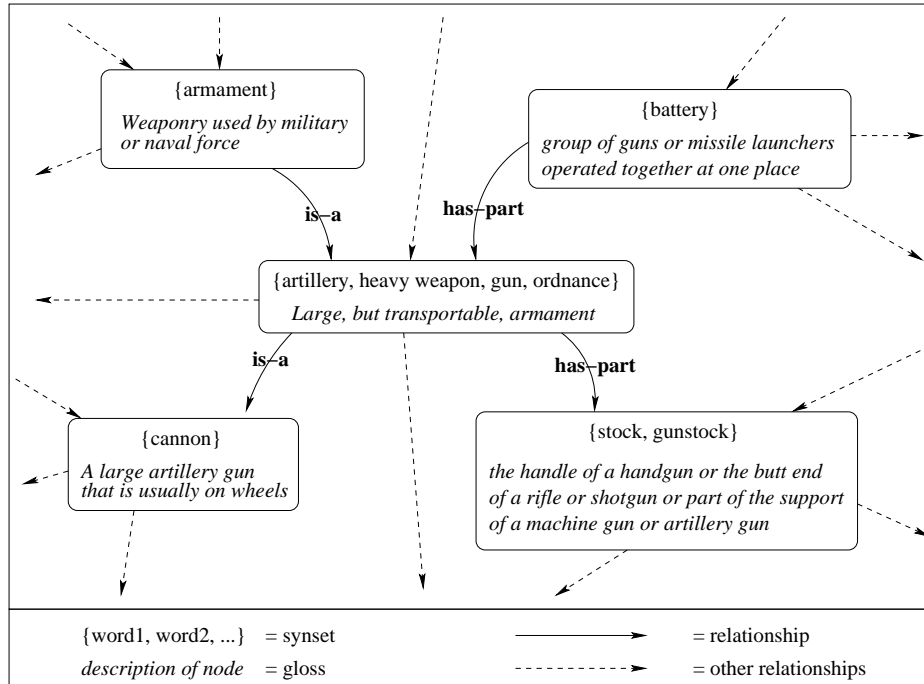 {armament}
Weaponry used by military
or naval force
{battery}
group of guns or missile launchers
operated together at one place
is-a
has-part
{artillery, heavy weapon, gun, ordnance}
Large, but transportable, armament
is-a
has-part
{cannon}
A large artillery gun
that is usually on wheels
{stock, gunstock}
the handle of a handgun or the butt end
of a rifle or shotgun or part of the support
of a machine gun or artillery gun
{word1, word2, ...} = synset
= relationship
description of node = gloss
= other relationships